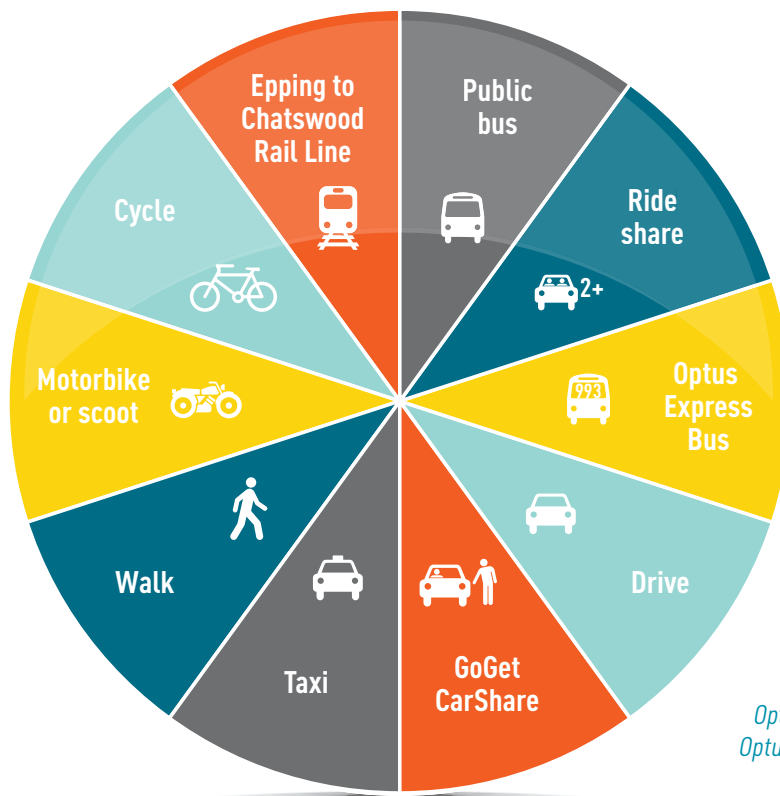 Epping to
Chatswood
Rail Line
Public
bus
Ride
share
2+
Cycle
Motorbike
or scoot
993
Optus
Express
Bus
Walk
Taxi
GoGet
CarShare
Drive